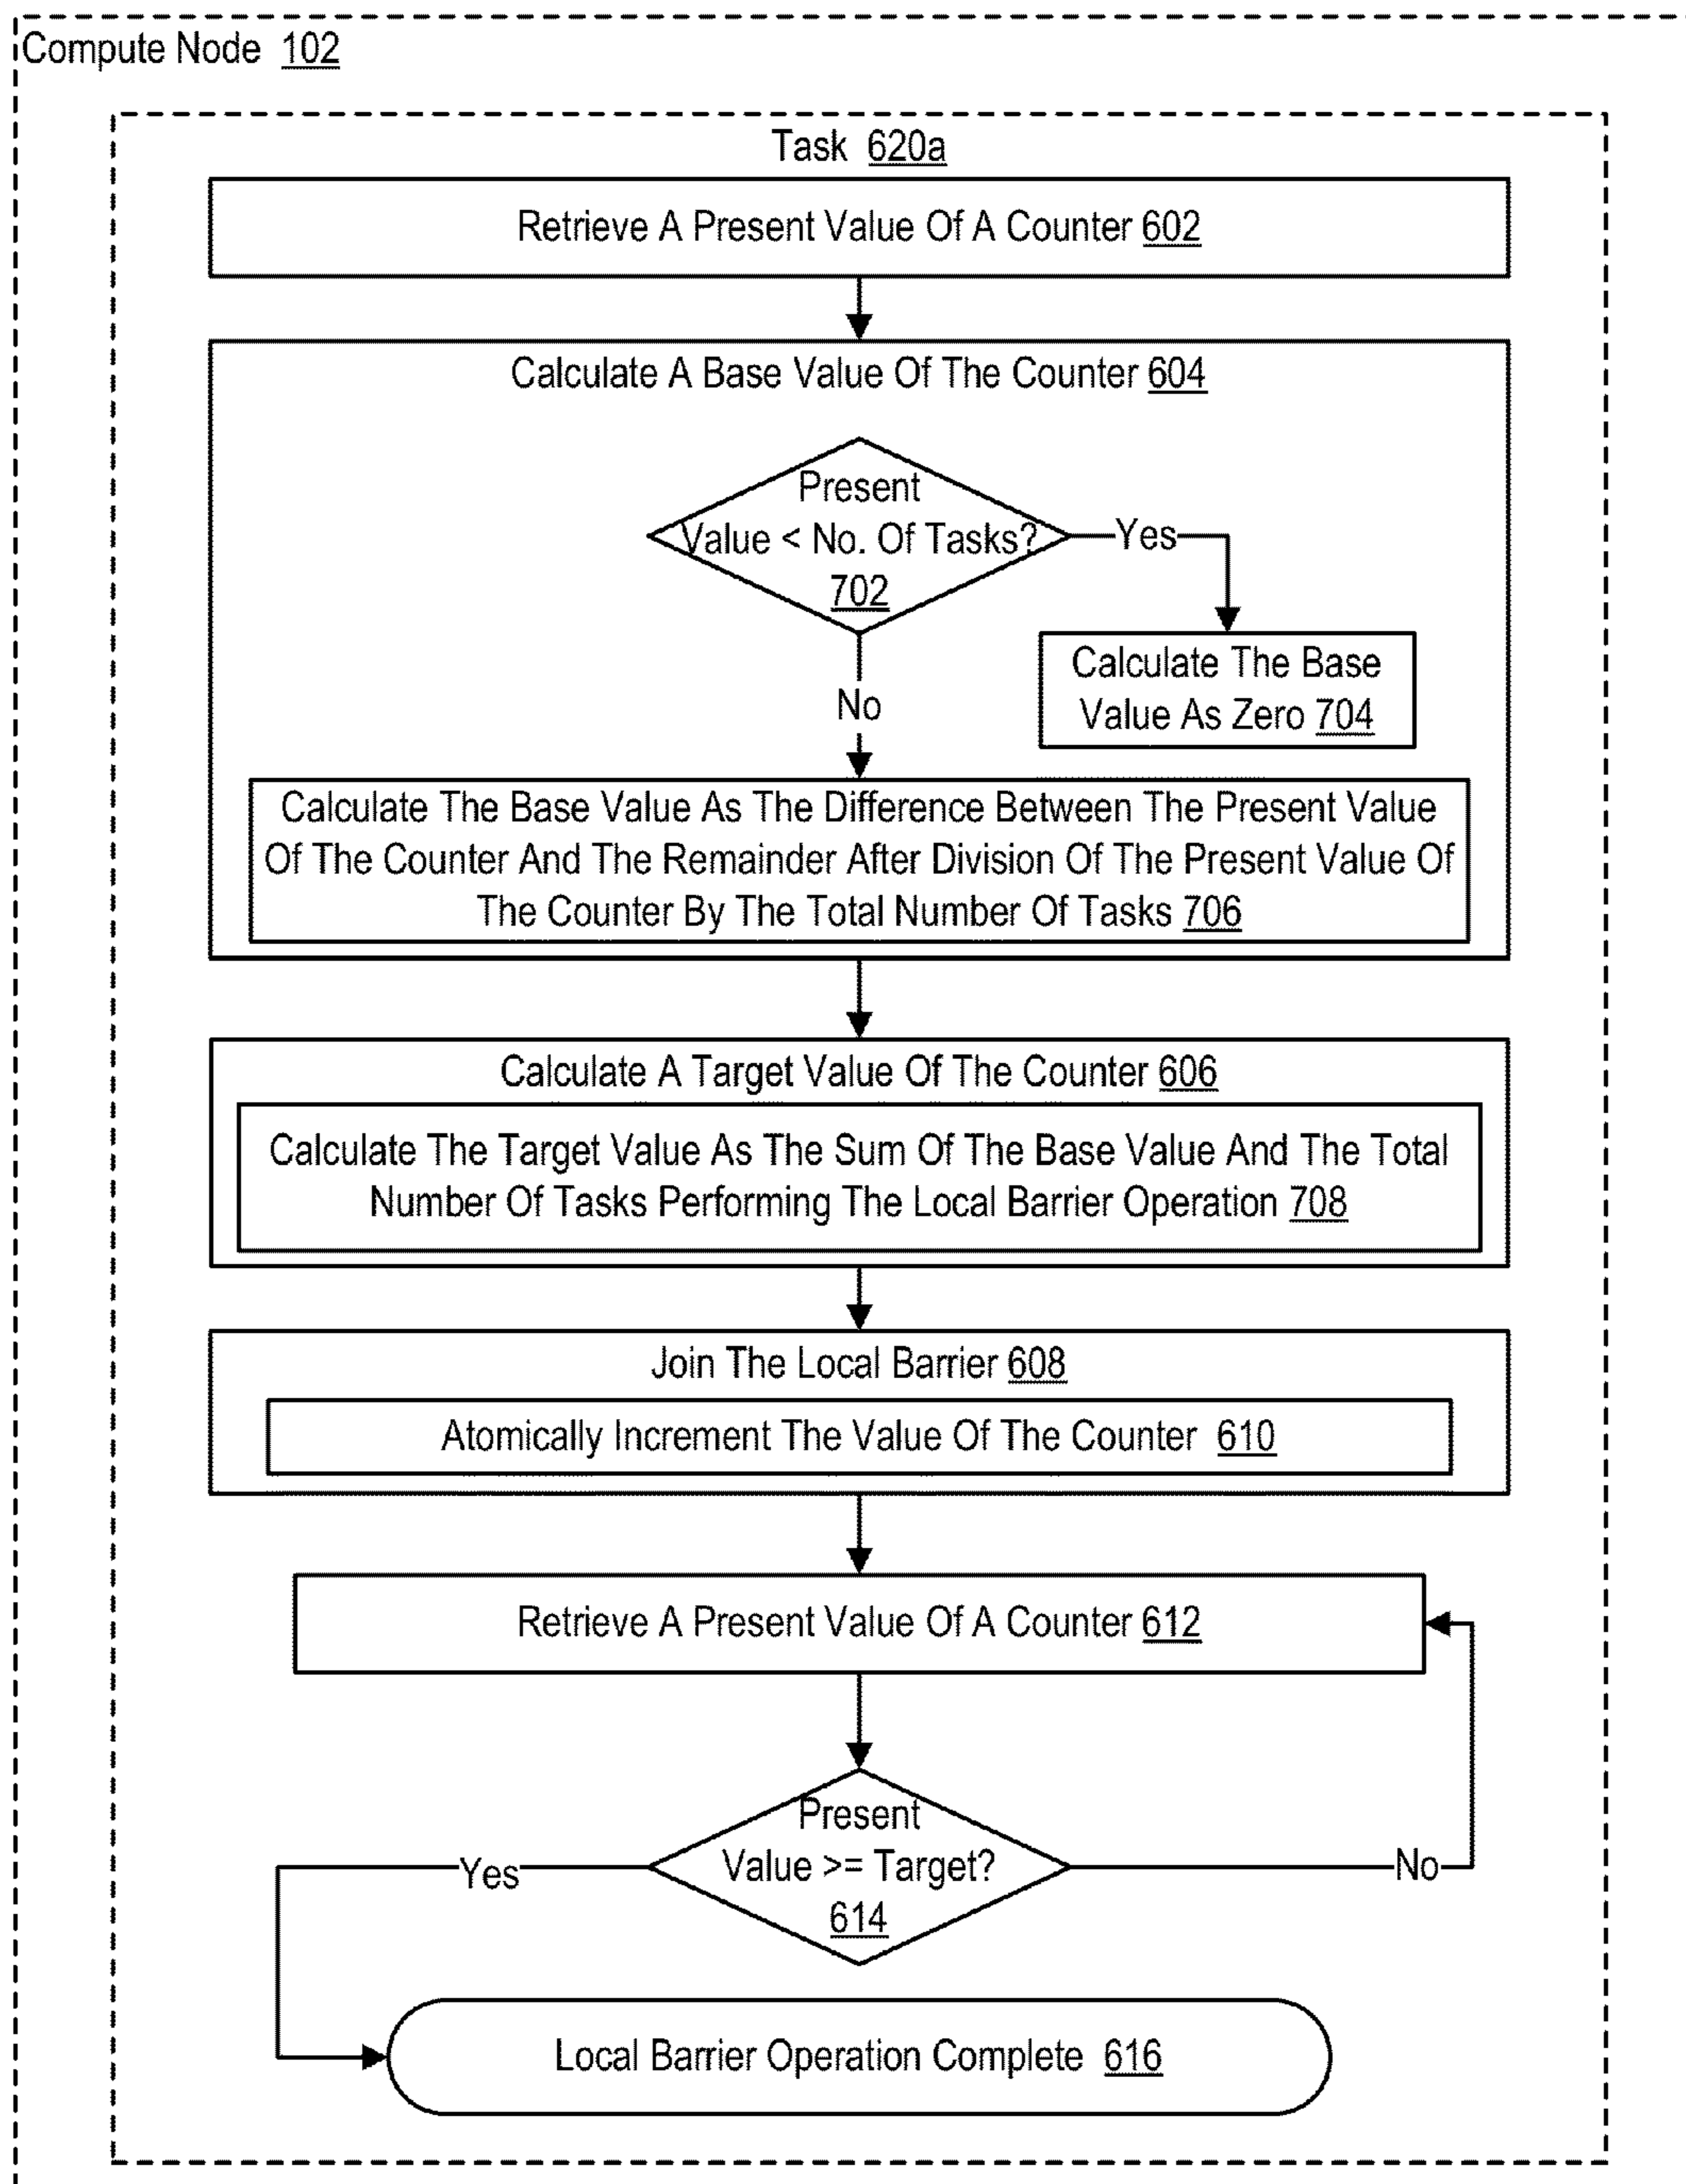 Compute Node 102
Task 620a
Retrieve A Present Value Of A Counter 602
Calculate A Base Value Of The Counter 604
Present
Value < No. Of Tasks?
702
Yes
No
Calculate The Base
Value As Zero 704
Calculate The Base Value As The Difference Between The Present Value
Of The Counter And The Remainder After Division Of The Present Value Of
The Counter By The Total Number Of Tasks 706
Calculate A Target Value Of The Counter 606
Calculate The Target Value As The Sum Of The Base Value And The Total
Number Of Tasks Performing The Local Barrier Operation 708
Join The Local Barrier 608
Atomically Increment The Value Of The Counter 610
Retrieve A Present Value Of A Counter 612
Present
Value >= Target?
614
Yes
No
Local Barrier Operation Complete 616